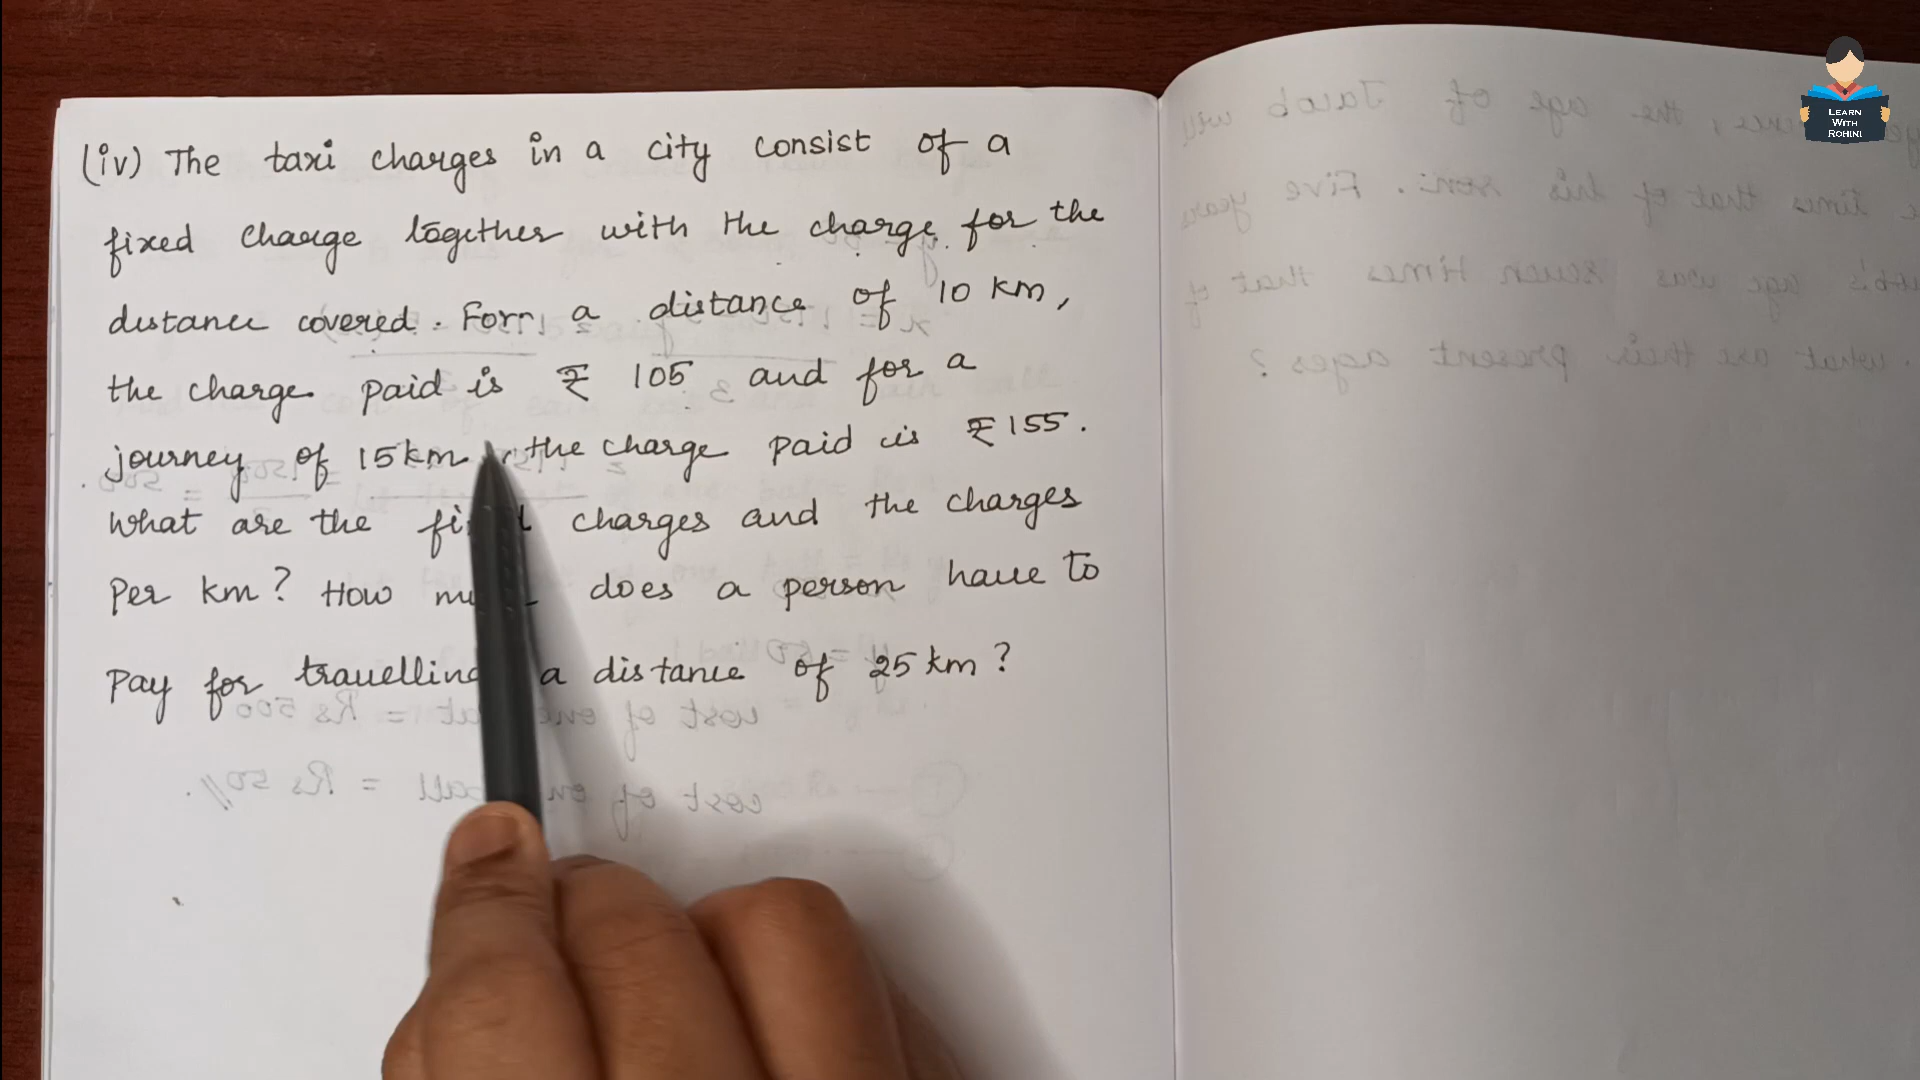 (iv) The taxi charges in a city consist of a
fixed charge together with the charge for the
distance covered. For a distance of 10 km,
the charge paid is ₹ 105 and for a
journey of 15km, the charge paid is ₹155.
What are the charges and the charges
Per km? How does a person have to
Pay for travelling a distance of 25 km?
LEARN
WITH
ROHINI